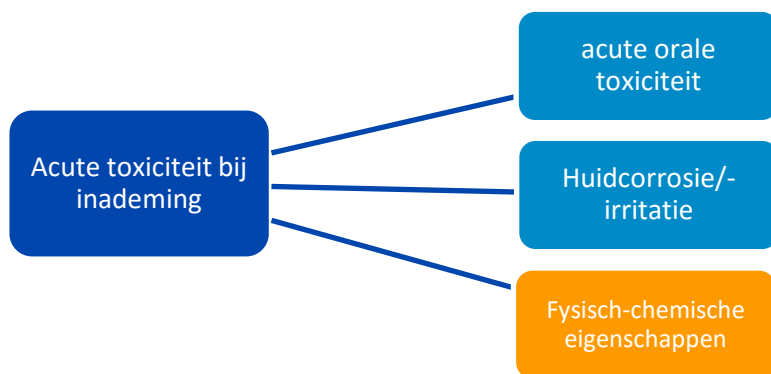 acute orale
toxiciteit
Acute toxiciteit bij
inademing
Huidcorrosie/-
irritatie
Fysisch-chemische
eigenschappen